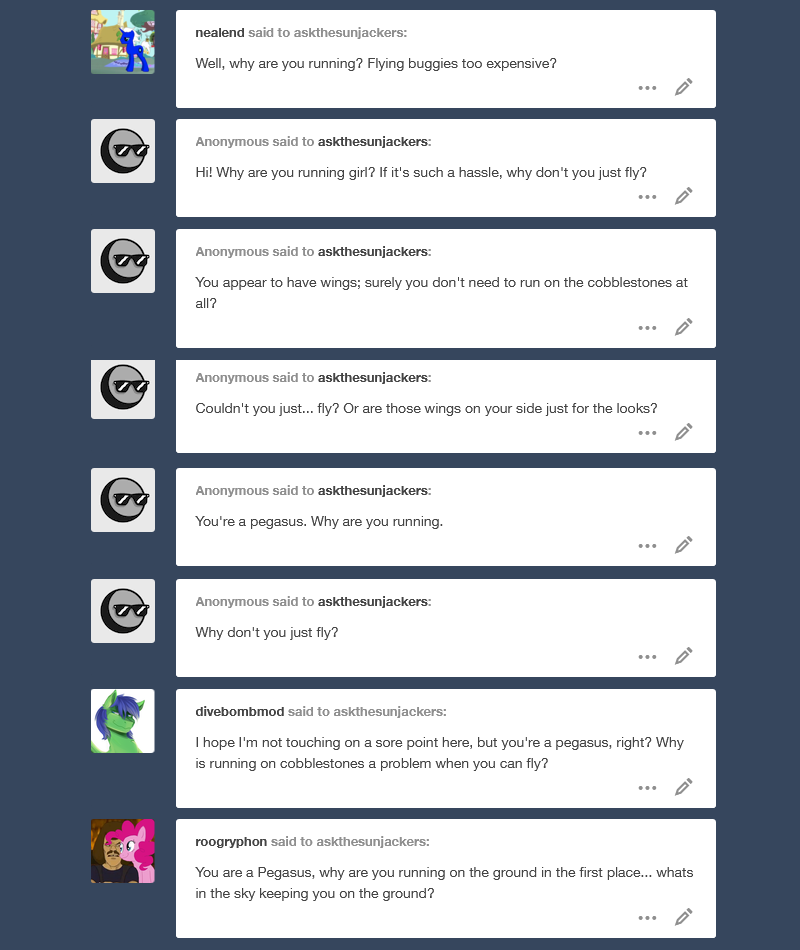 nealend said to askthesunjackers:
Well, why are you running? Flying buggies too expensive?
Anonymous said to askthesunjackers:
Hi! Why are you running girl? If it's such a hassle, why don't you just fly?
Anonymous said to askthesunjackers:
You appear to have wings; surely you don't need to run on the cobblestones at
all?
Anonymous said to askthesunjackers:
Couldn't you just... fly? Or are those wings on your side just for the looks?
Anonymous said to askthesunjackers:
You're a pegasus. Why are you running.
Anonymous said to askthesunjackers:
Why don't you just fly?
divebombmod said to askthesunjackers:
I hope I'm not touching on a sore point here, but you're a pegasus, right? Why
is running on cobblestones a problem when you can fly?
roogryphon said to askthesunjackers:
You are a Pegasus, why are you running on the ground in the first place... whats
in the sky keeping you on the ground?